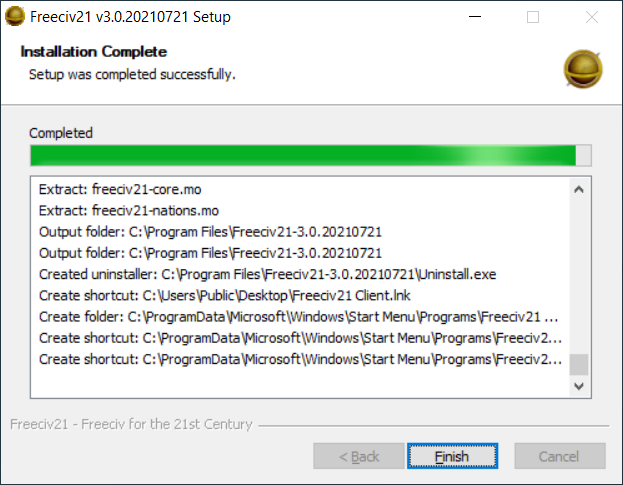 Freeciv21 v3.0.20210721 Setup
Installation Complete
Setup was completed successfully.
Completed
Extract: freeciv21-core.mo
Extract: freeciv21-nations.mo
Output folder: C:\Program Files\Freeciv21-3.0.20210721
Output folder: C:\Program Files\Freeciv21-3.0.20210721
Created uninstaller: C:\Program Files\Freeciv21-3.0.20210721\Uninstall.exe
Create shortcut: C:\Users\Public\Desktop\Freeciv21 Client.lnk
Create folder: C:\ProgramData\Microsoft\Windows\Start Menu\Programs\Freeciv21 ...
Create shortcut: C:\ProgramData\Microsoft\Windows\Start Menu\Programs\Freeciv2...
Create shortcut: C:\ProgramData\Microsoft\Windows\Start Menu\Programs\Freeciv2...
Freeciv21 - Freeciv for the 21st Century
< Back Finish Cancel